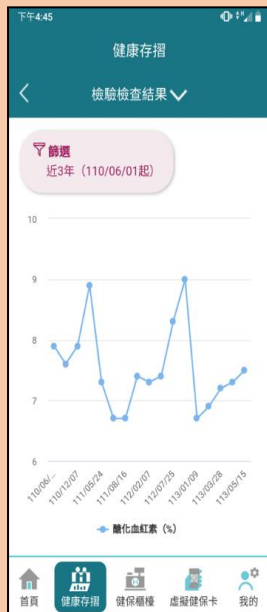 下午4:45
健康存摺
檢驗檢查結果
篩選
近3年（110/06/01起）
10
9
8
7
6
110/06/...
110/12/07
111/05/24
111/08/16
112/02/07
112/07/25
113/01/09
113/03/28
113/05/15
醣化血紅素（%）
首頁
健康存摺
健保櫃檯
虛擬健保卡
我的